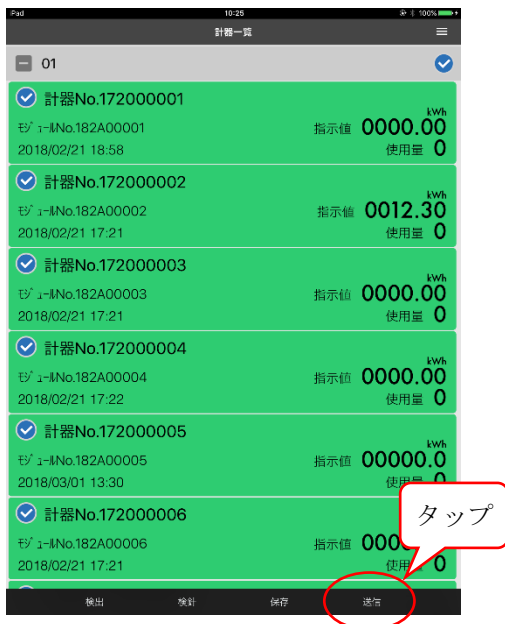 iPad 10:25 100%
計器一覧
01
計器No.172000001
kWh
ﾓｼﾞｭｰﾙNo.182A00001 指示値 0000.00
2018/02/21 18:58 使用量 0
計器No.172000002
kWh
ﾓｼﾞｭｰﾙNo.182A00002 指示値 0012.30
2018/02/21 17:21 使用量 0
計器No.172000003
kWh
ﾓｼﾞｭｰﾙNo.182A00003 指示値 0000.00
2018/02/21 17:21 使用量 0
計器No.172000004
kWh
ﾓｼﾞｭｰﾙNo.182A00004 指示値 0000.00
2018/02/21 17:22 使用量 0
計器No.172000005
kWh
ﾓｼﾞｭｰﾙNo.182A00005 指示値 00000.0
2018/03/01 13:30 使用量 0
計器No.172000006
タップ
ﾓｼﾞｭｰﾙNo.182A00006 指示値 000
2018/02/21 17:21 使用 0
検出 検針 保存 送信